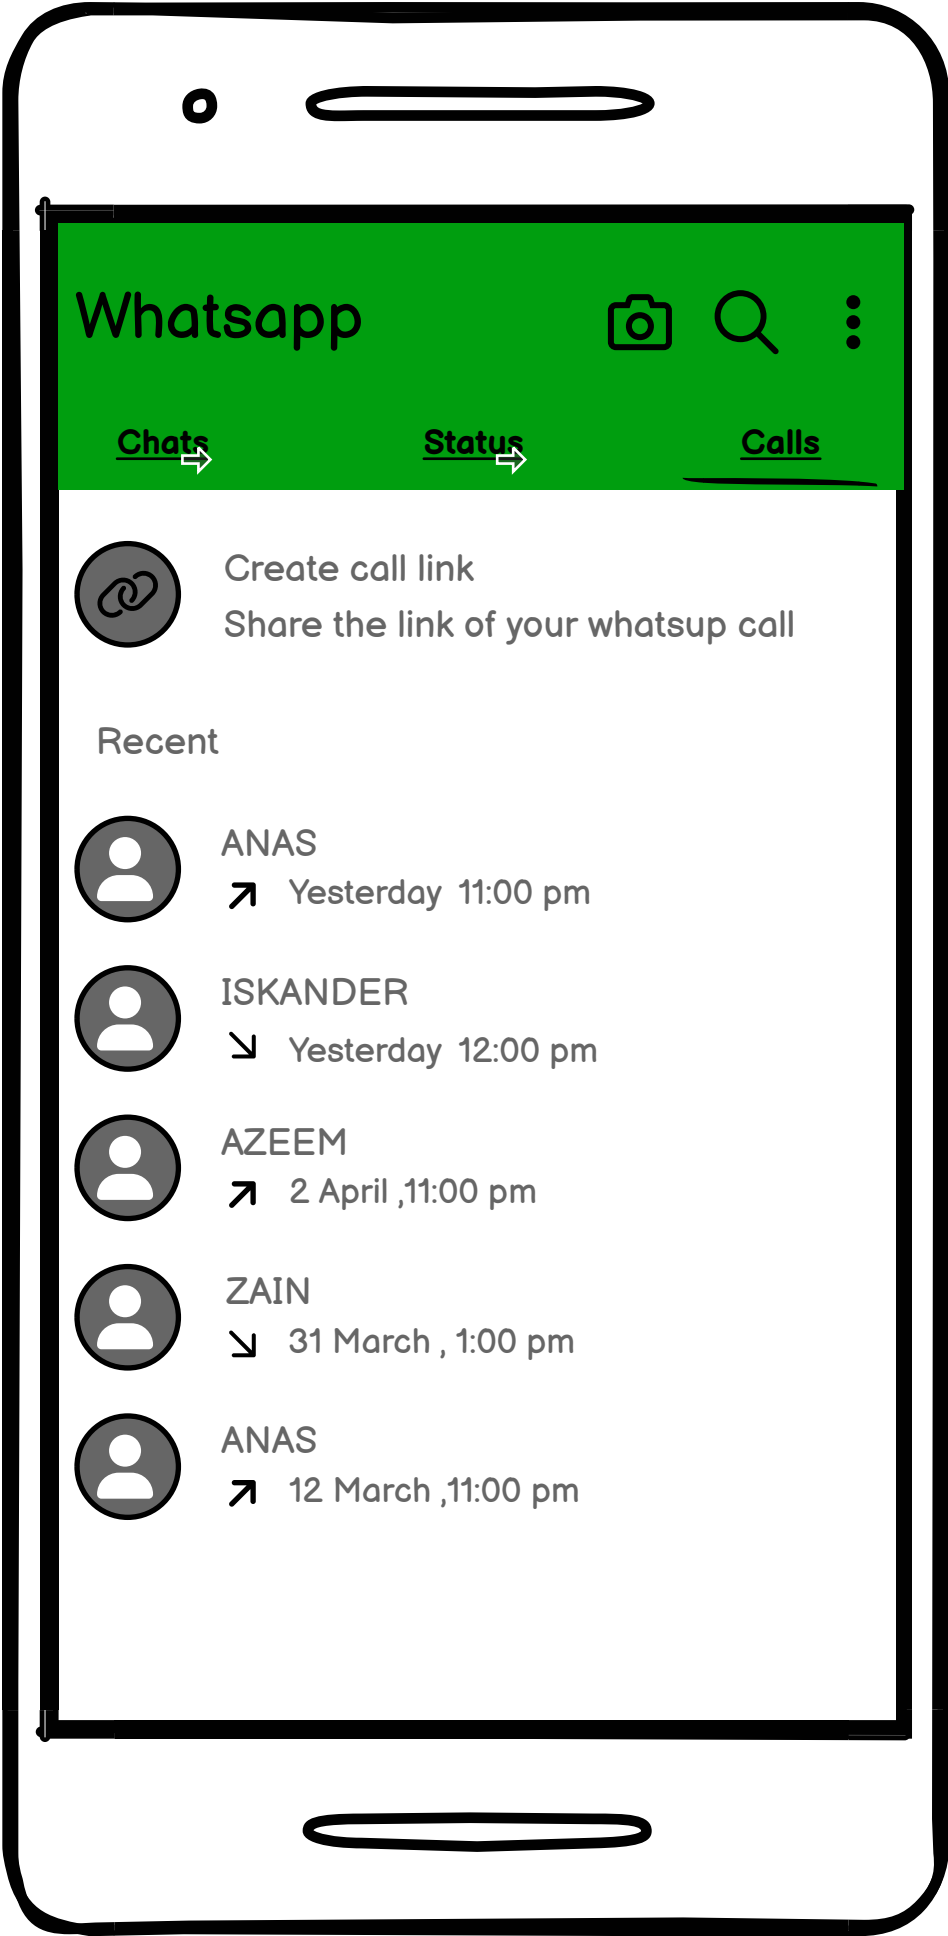 Whatsapp
Chats Status Calls
Create call link
Share the link of your whatsup call
Recent
ANAS
Yesterday 11:00 pm
ISKANDER
Yesterday 12:00 pm
AZEEM
2 April ,11:00 pm
ZAIN
31 March , 1:00 pm
ANAS
12 March ,11:00 pm